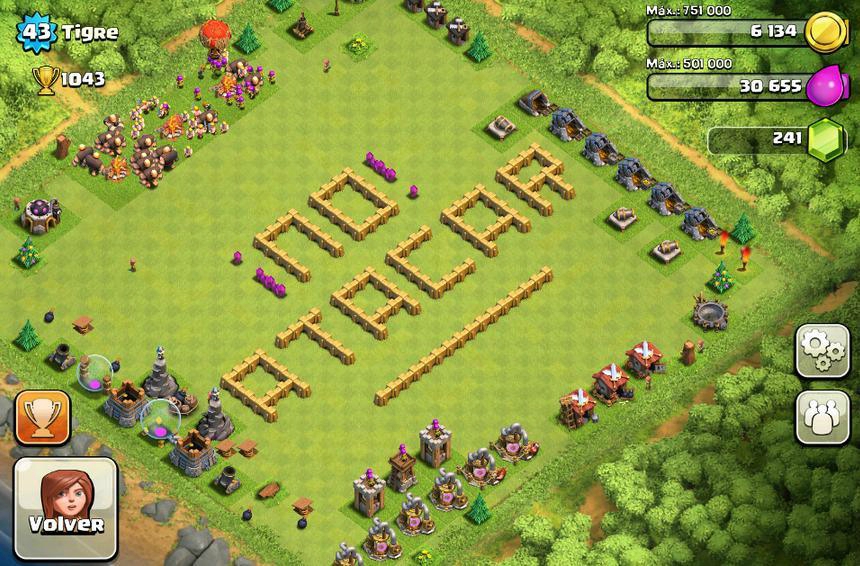 43 Tigre
1043
Máx.: 751 000
6 134
Máx.: 501 000
30 655
241
NO
ATACAR
Volver